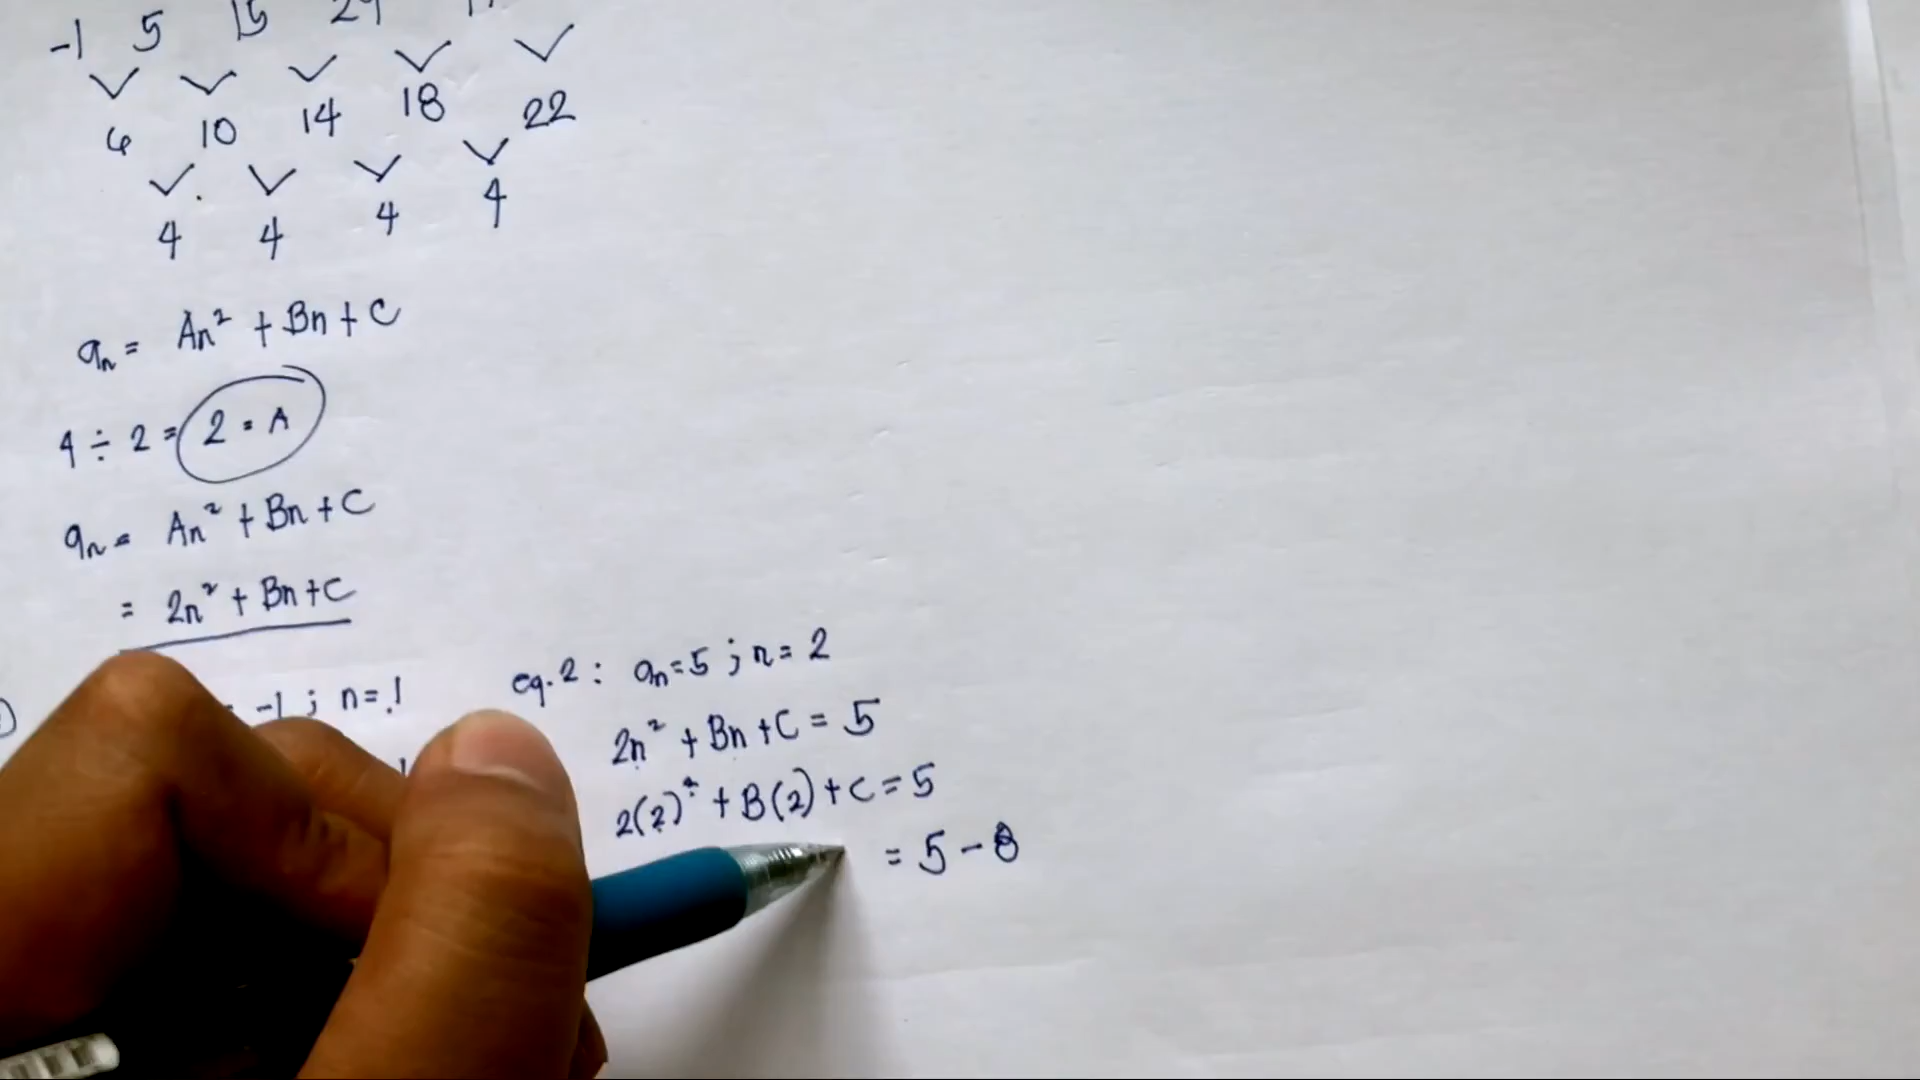 -1 5 15 29
6 10 14 18 22
4 4 4 4
an = An² + Bn + C
4 ÷ 2 = 2 = A
an = An² + Bn + C
= 2n² + Bn + C
-1 ; n = 1
eq. 2 : an = 5 ; n = 2
2n² + Bn + C = 5
2(2)² + B(2) + C = 5
= 5 - 8